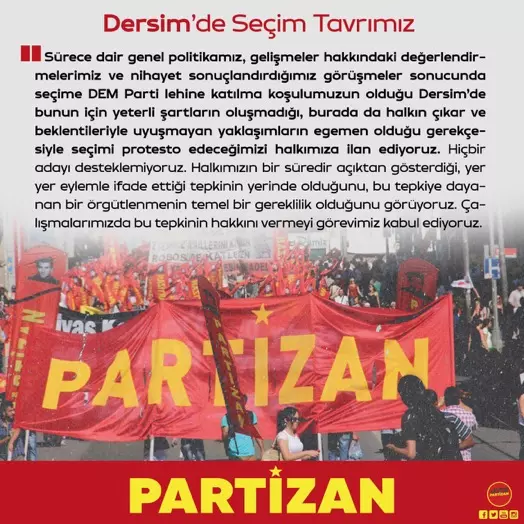 Dersim'de Seçim Tavrımız
Sürece dair genel politikamız, gelişmeler hakkındaki değerlendir-
melerimiz ve nihayet sonuçlandırdığımız görüşmeler sonucunda
seçime DEM Parti lehine katılma koşulumuzun olduğu Dersim'de
bunun için yeterli şartların oluşmadığı, burada da halkın çıkar ve
beklentileriyle uyuşmayan yaklaşımların egemen olduğu gerekçe-
siyle seçimi protesto edeceğimizi halkımıza ilan ediyoruz. Hiçbir
adayı desteklemiyoruz. Halkımızın bir süredir açıktan gösterdiği, yer
yer eylemle ifade ettiği tepkinin yerinde olduğunu, bu tepkiye daya-
nan bir örgütlenmenin temel bir gereklilik olduğunu görüyoruz. Ça-
lışmalarımızda bu tepkinin hakkını vermeyi görevimiz kabul ediyoruz.
PARTİZAN
PARTİZAN
PARTİZAN